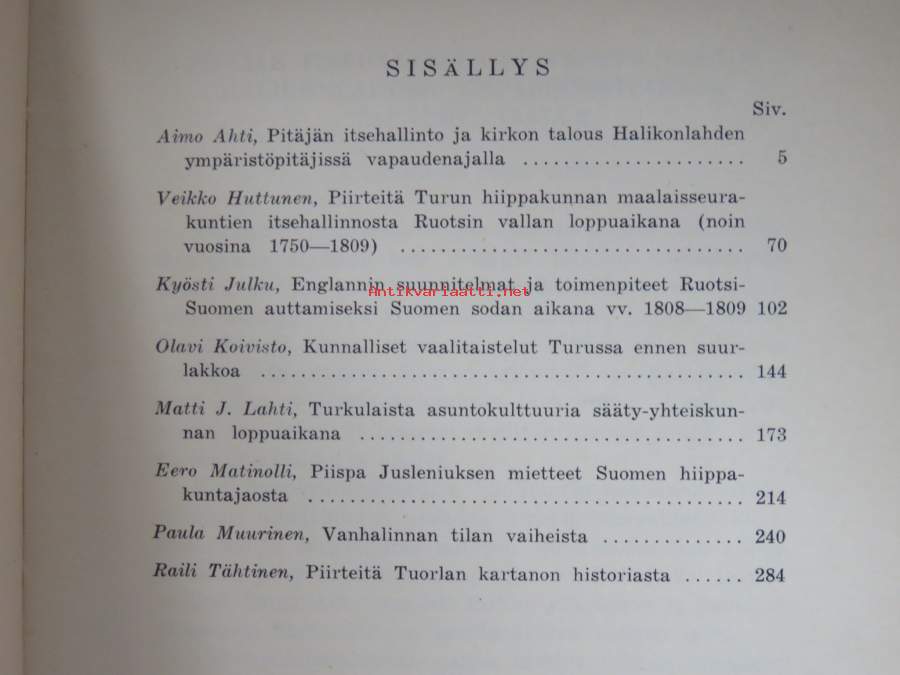 SISÄLLYS
Siv.
Aimo Ahti, Pitäjän itsehallinto ja kirkon talous Halikonlahden
ympäristöpitäjissä vapaudenajalla ...................... 5
Veikko Huttunen, Piirteitä Turun hiippakunnan maalaisseura-
kuntien itsehallinnosta Ruotsin vallan loppuaikana (noin
vuosina 1750—1809) .................................. 70
Kyösti Julku, Englannin suunnitelmat ja toimenpiteet Ruotsi-
Antikvariaatti.net
Suomen auttamiseksi Suomen sodan aikana vv. 1808—1809 102
Olavi Koivisto, Kunnalliset vaalitaistelut Turussa ennen suur-
lakkoa ................................................ 144
Matti J. Lahti, Turkulaista asuntokulttuuria sääty-yhteiskun-
nan loppuaikana ...................................... 173
Eero Matinolli, Piispa Jusleniuksen mietteet Suomen hiippa-
kuntajaosta ........................................... 214
Paula Muurinen, Vanhalinnan tilan vaiheista .............. 240
Raili Tähtinen, Piirteitä Tuorlan kartanon historiasta ...... 284